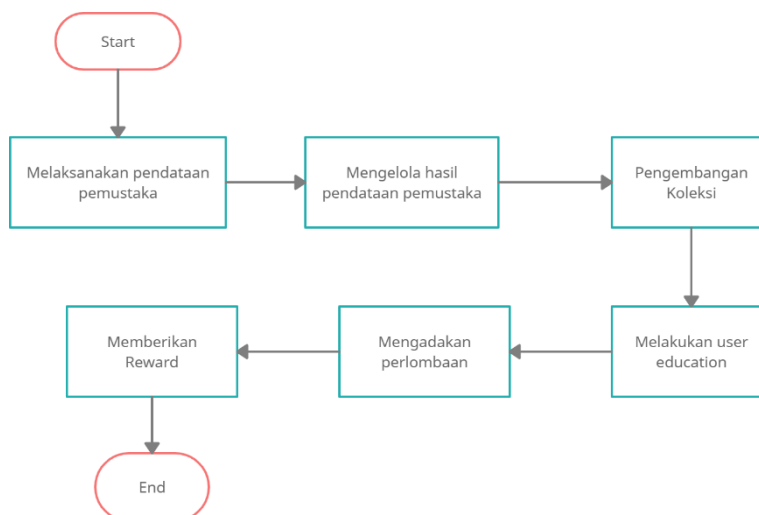 Start
Melaksanakan pendataan
pemustaka
Mengelola hasil
pendataan pemustaka
Pengembangan
Koleksi
Melakukan user
education
Mengadakan
perlombaan
Memberikan
Reward
End